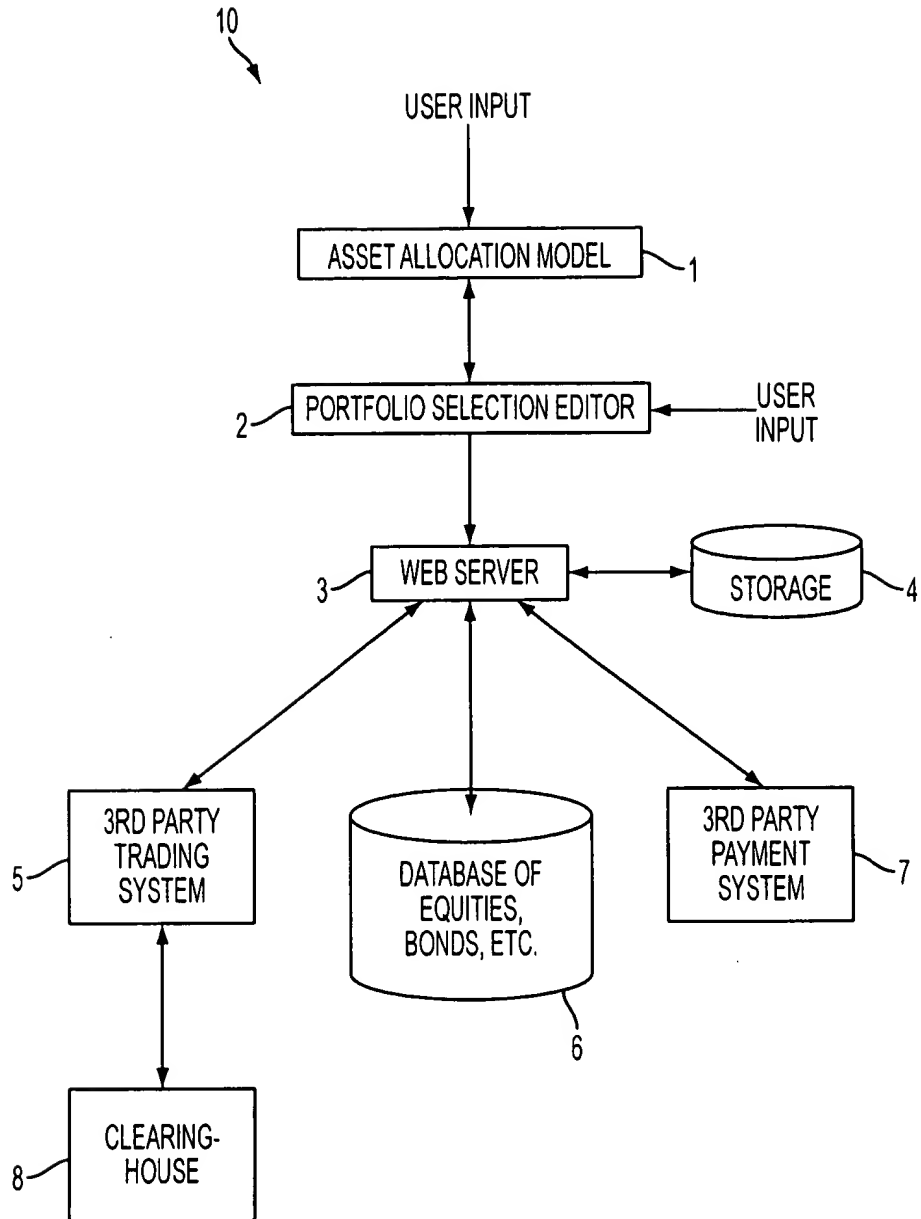 10
USER INPUT
ASSET ALLOCATION MODEL
1
PORTFOLIO SELECTION EDITOR
2
USER
INPUT
WEB SERVER
3
STORAGE
4
3RD PARTY
TRADING
SYSTEM
5
DATABASE OF
EQUITIES,
BONDS, ETC.
6
3RD PARTY
PAYMENT
SYSTEM
7
CLEARING-
HOUSE
8